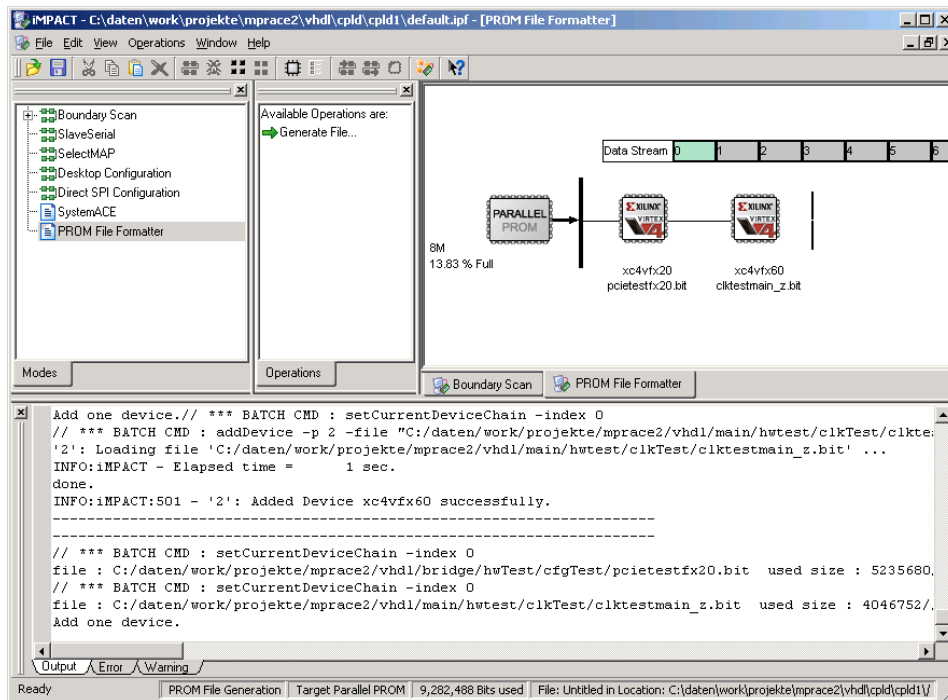 iMPACT - C:\daten\work\projekte\mprace2\vhdl\cpld\cpld1\default.ipf - [PROM File Formatter]
File Edit View Operations Window Help
Boundary Scan
SlaveSerial
SelectMAP
Desktop Configuration
Direct SPI Configuration
SystemACE
PROM File Formatter
Modes
Available Operations are:
Generate File...
Operations
Data Stream 0 1 2 3 4 5 6
PARALLEL
PROM
XILINX
VIRTEX
4
XILINX
VIRTEX
4
8M
13.83 % Full
xc4vfx20
pcietestfx20.bit
xc4vfx60
clktestmain_z.bit
Boundary Scan
PROM File Formatter
Add one device.// *** BATCH CMD : setCurrentDeviceChain -index 0
// *** BATCH CMD : addDevice -p 2 -file "C:/daten/work/projekte/mprace2/vhdl/main/hwtest/clkTest/clkte
'2': Loading file 'C:/daten/work/projekte/mprace2/vhdl/main/hwtest/clkTest/clktestmain_z.bit' ...
INFO:iMPACT - Elapsed time = 1 sec.
done.
INFO:iMPACT:501 - '2': Added Device xc4vfx60 successfully.
----------------------------------------------------------------------
----------------------------------------------------------------------
// *** BATCH CMD : setCurrentDeviceChain -index 0
file : C:/daten/work/projekte/mprace2/vhdl/bridge/hwTest/cfgTest/pcietestfx20.bit used size : 5235680
// *** BATCH CMD : setCurrentDeviceChain -index 0
file : C:/daten/work/projekte/mprace2/vhdl/main/hwtest/clkTest/clktestmain_z.bit used size : 4046752/
Add one device.
Output Error Warning
Ready PROM File Generation Target Parallel PROM 9,282,488 Bits used File: Untitled in Location: C:\daten\work\projekte\mprace2\vhdl\cpld\cpld1\/